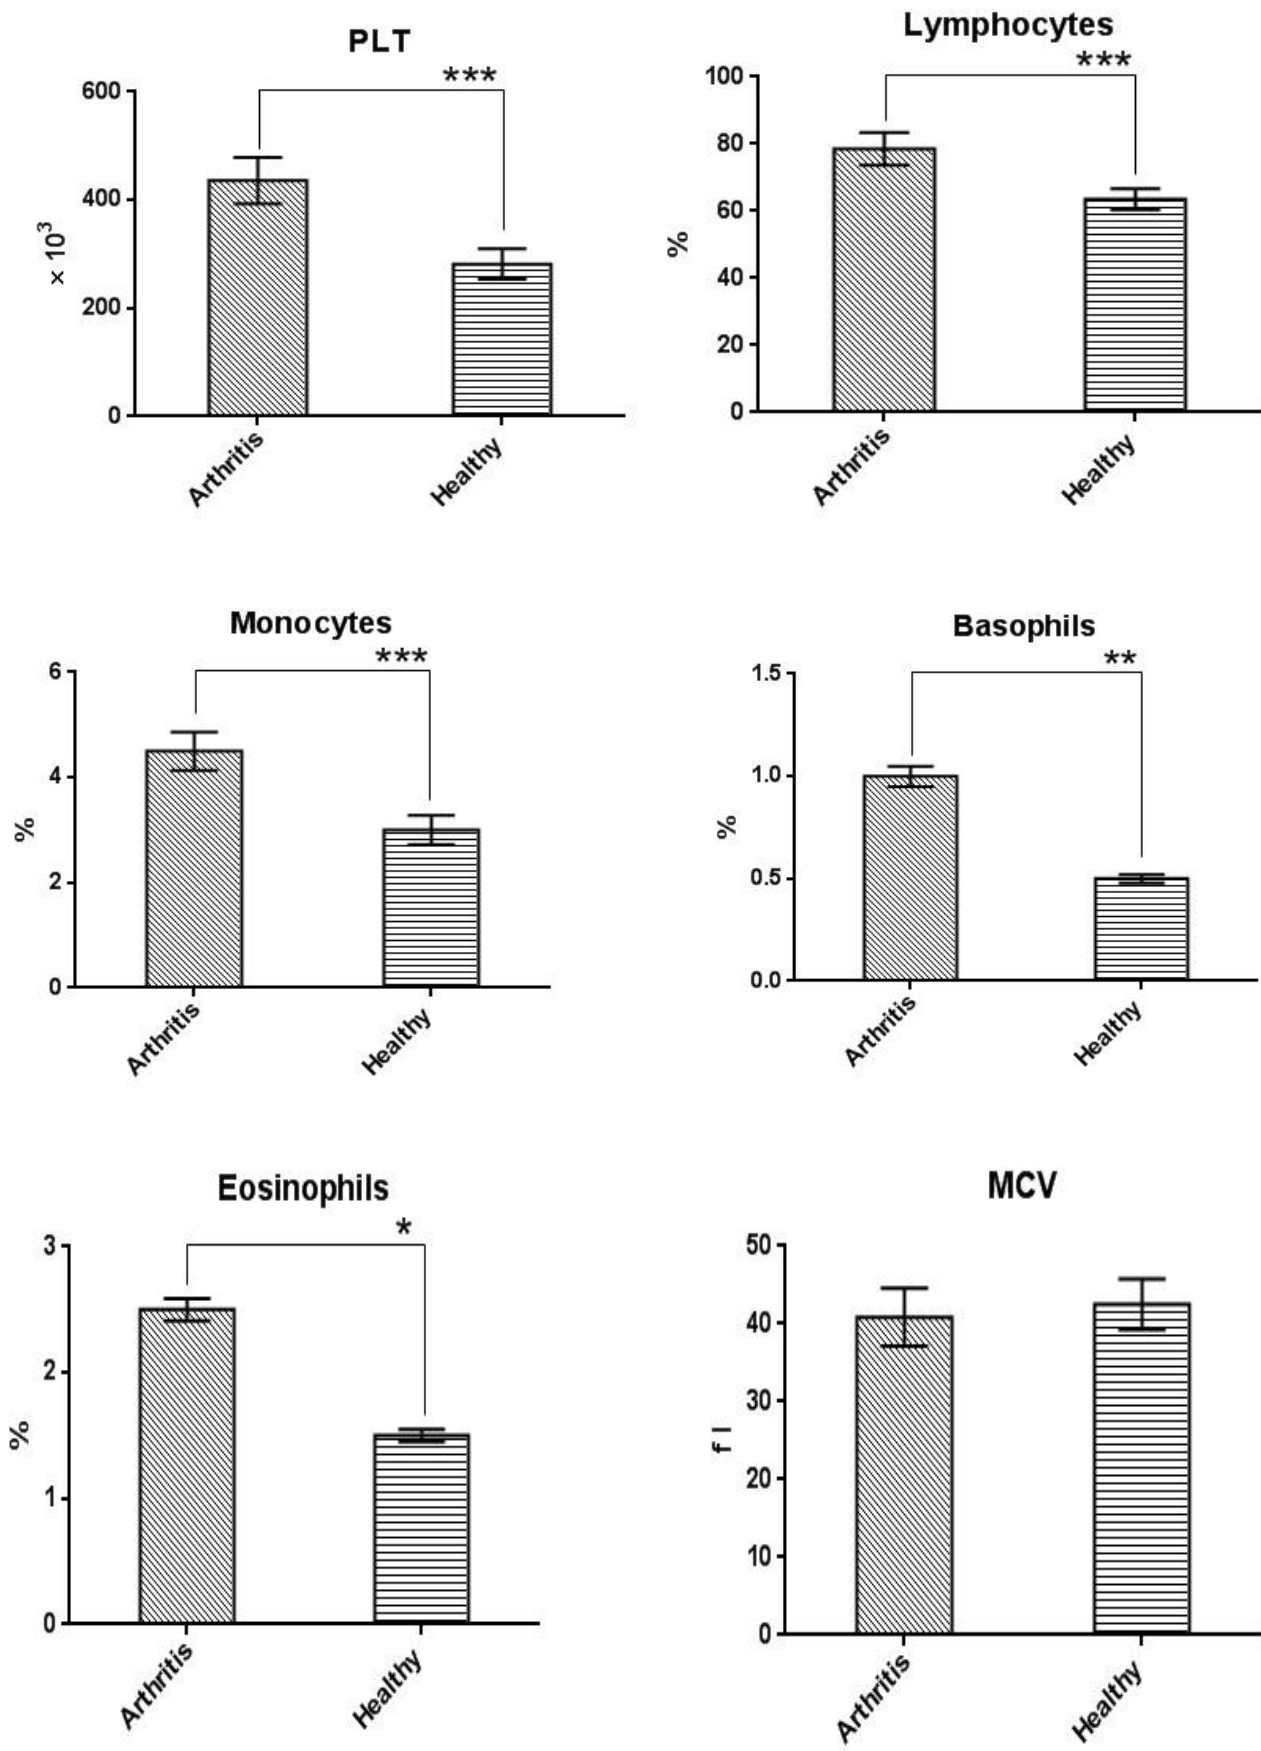 PLT
***
600
400
200
0
× 10³
Arthritis
Healthy
Lymphocytes
***
100
80
60
40
20
0
%
Arthritis
Healthy
Monocytes
***
6
4
2
0
%
Arthritis
Healthy
Basophils
**
1.5
1.0
0.5
0.0
%
Arthritis
Healthy
Eosinophils
*
3
2
1
0
%
Arthritis
Healthy
MCV
50
40
30
20
10
0
f l
Arthritis
Healthy